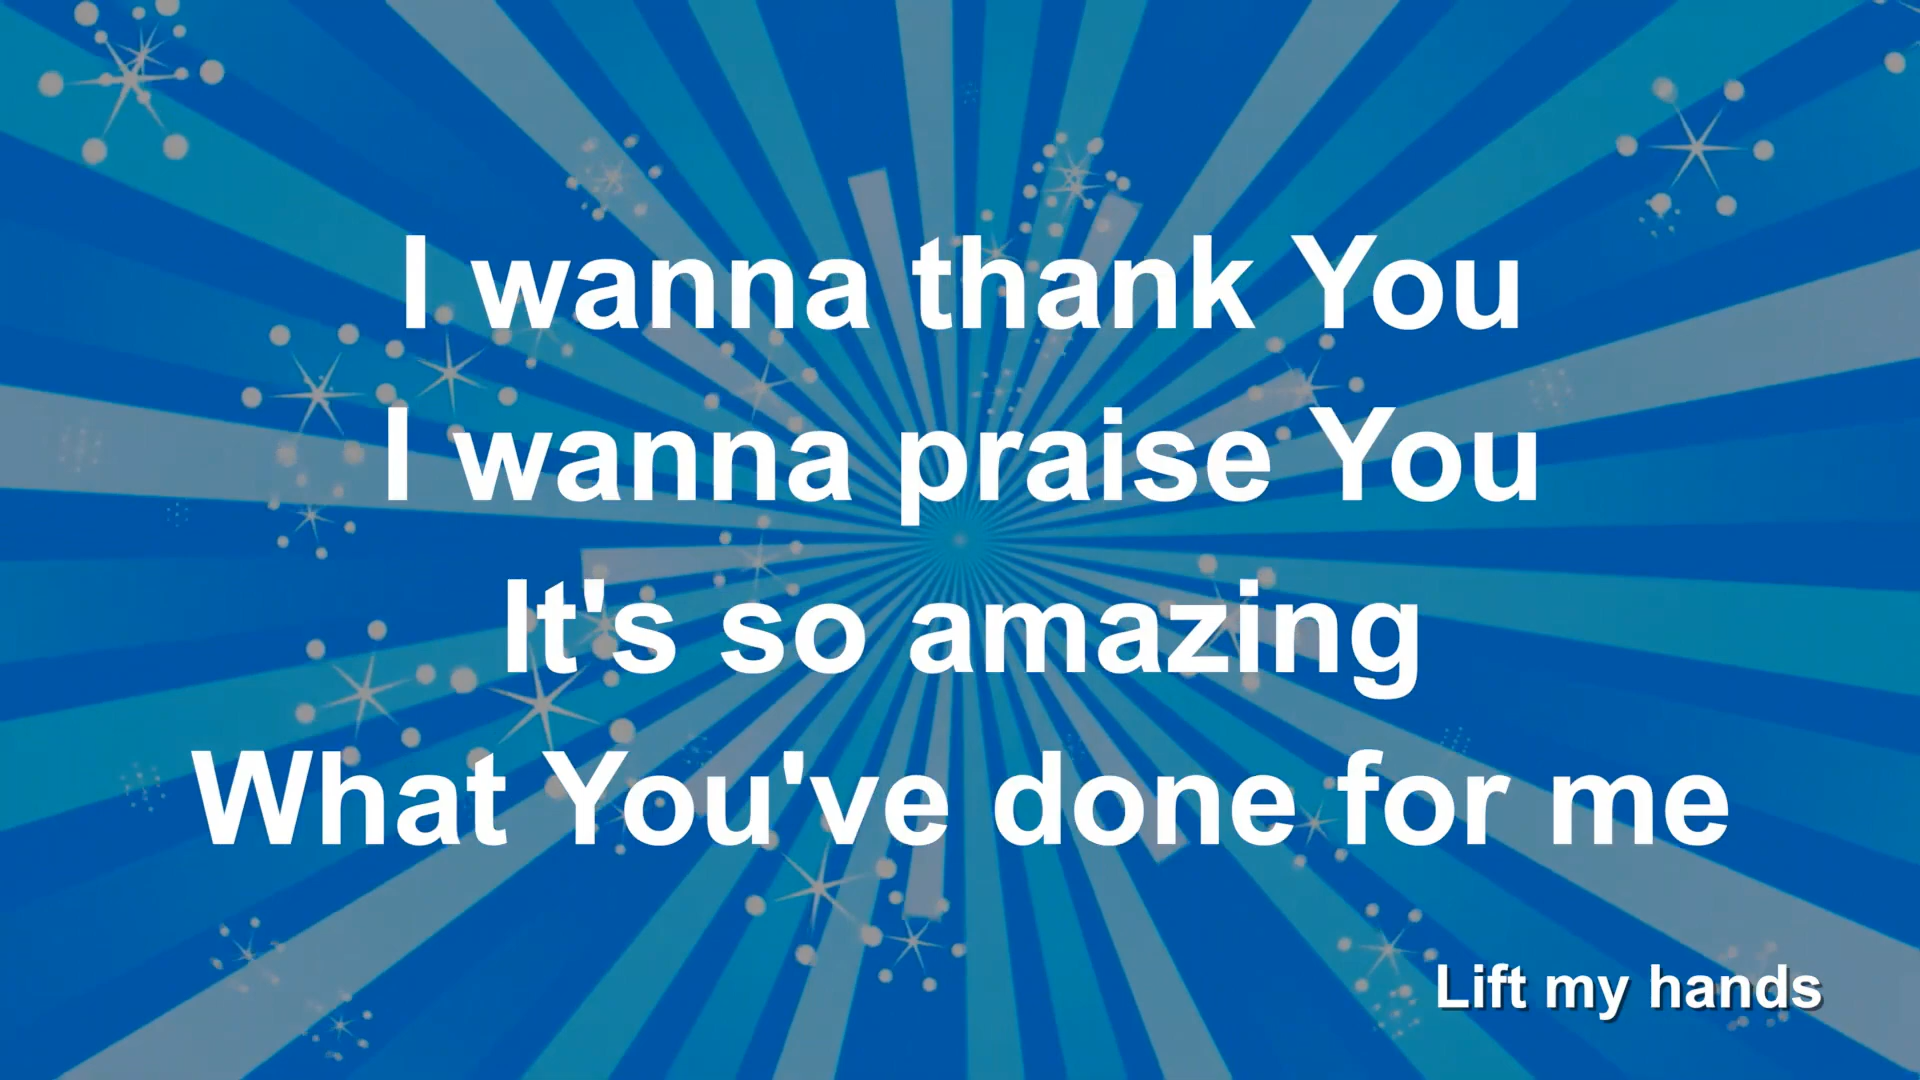 I wanna thank You
I wanna praise You
It's so amazing
What You've done for me
Lift my hands